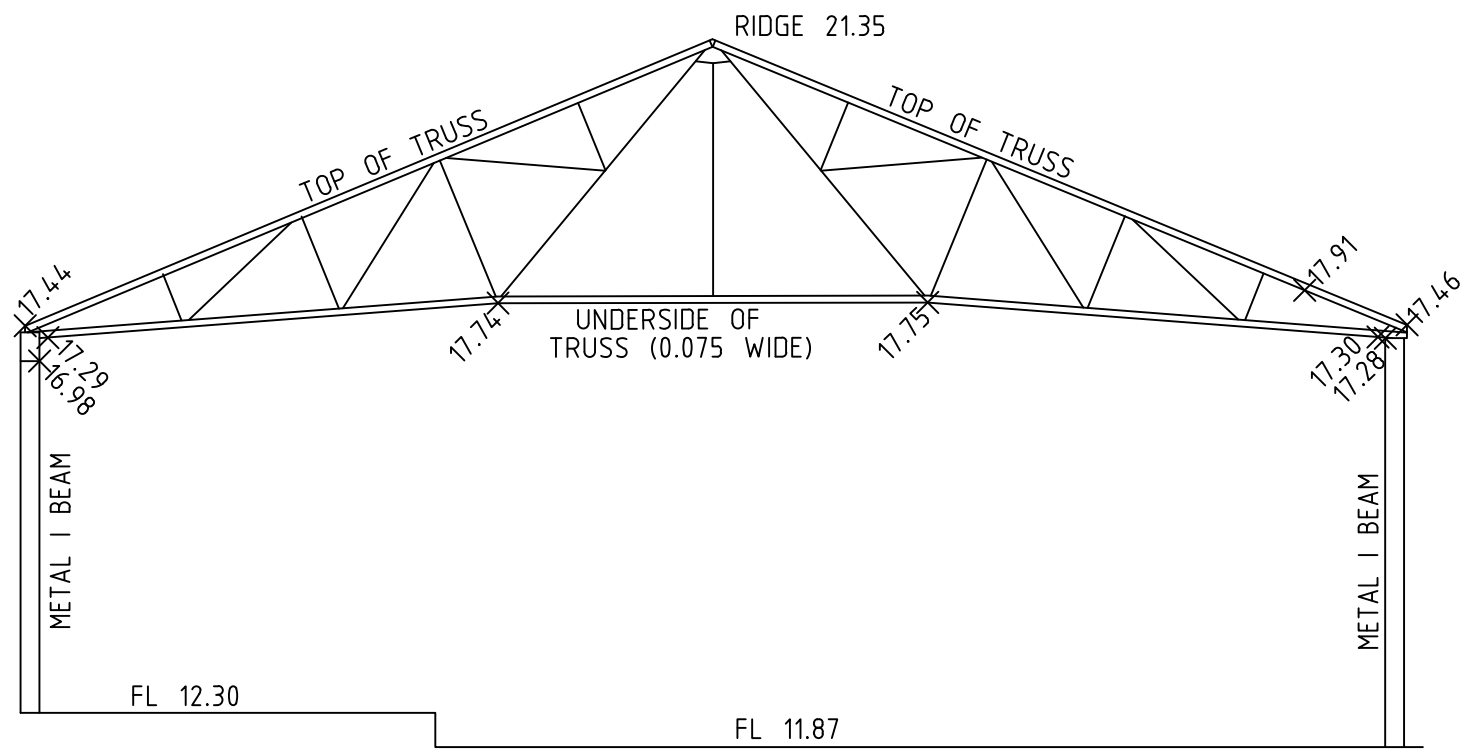 RIDGE 21.35
TOP OF TRUSS
TOP OF TRUSS
17.44
17.91
17.46
17.74
UNDERSIDE OF
TRUSS (0.075 WIDE)
17.75
17.29
16.98
17.30
17.28
METAL I BEAM
METAL I BEAM
FL 12.30
FL 11.87